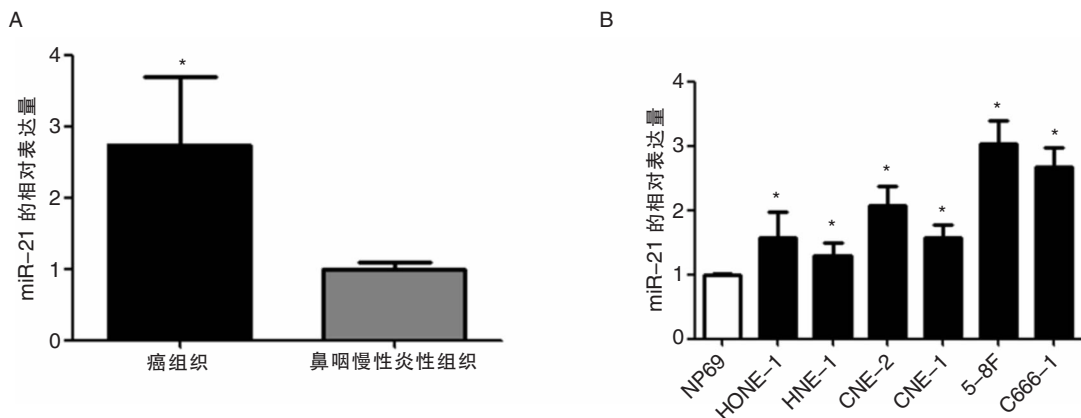 A
miR-21 的相对表达量
4
3
2
1
0
*
癌组织
鼻咽慢性炎性组织
B
miR-21 的相对表达量
4
3
2
1
0
*
*
*
*
*
*
NP69
HONE-1
HNE-1
CNE-2
CNE-1
5-8F
C666-1